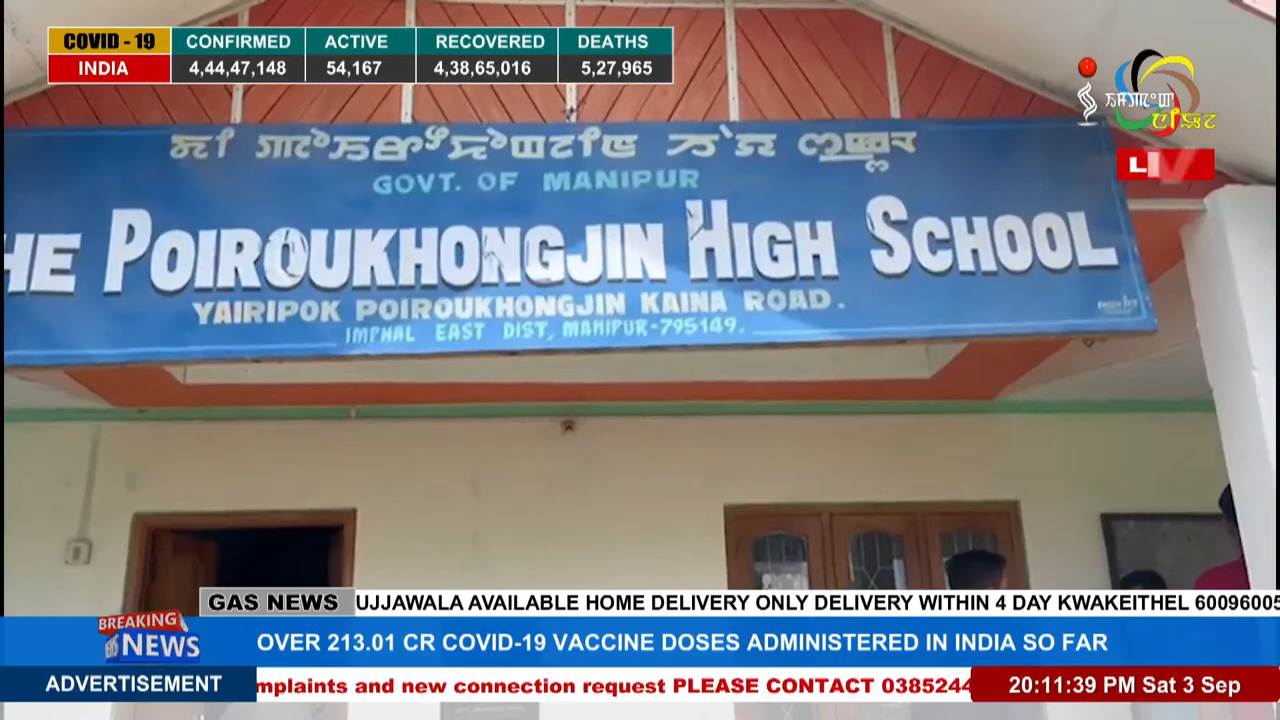 COVID - 19 CONFIRMED ACTIVE RECOVERED DEATHS
INDIA 4,44,47,148 54,167 4,38,65,016 5,27,965
LIV
GOVT. OF MANIPUR
HE POIROUKHONGJIN HIGH SCHOOL
YAIRIPOK POIROUKHONGJIN KAINA ROAD.
IMPHAL EAST DIST, MANIPUR-795149.
GAS NEWS UJJAWALA AVAILABLE HOME DELIVERY ONLY DELIVERY WITHIN 4 DAY KWAKEITHEL 6009600
BREAKING
NEWS OVER 213.01 CR COVID-19 VACCINE DOSES ADMINISTERED IN INDIA SO FAR
ADVERTISEMENT mplaints and new connection request PLEASE CONTACT 0385244 20:11:39 PM Sat 3 Sep